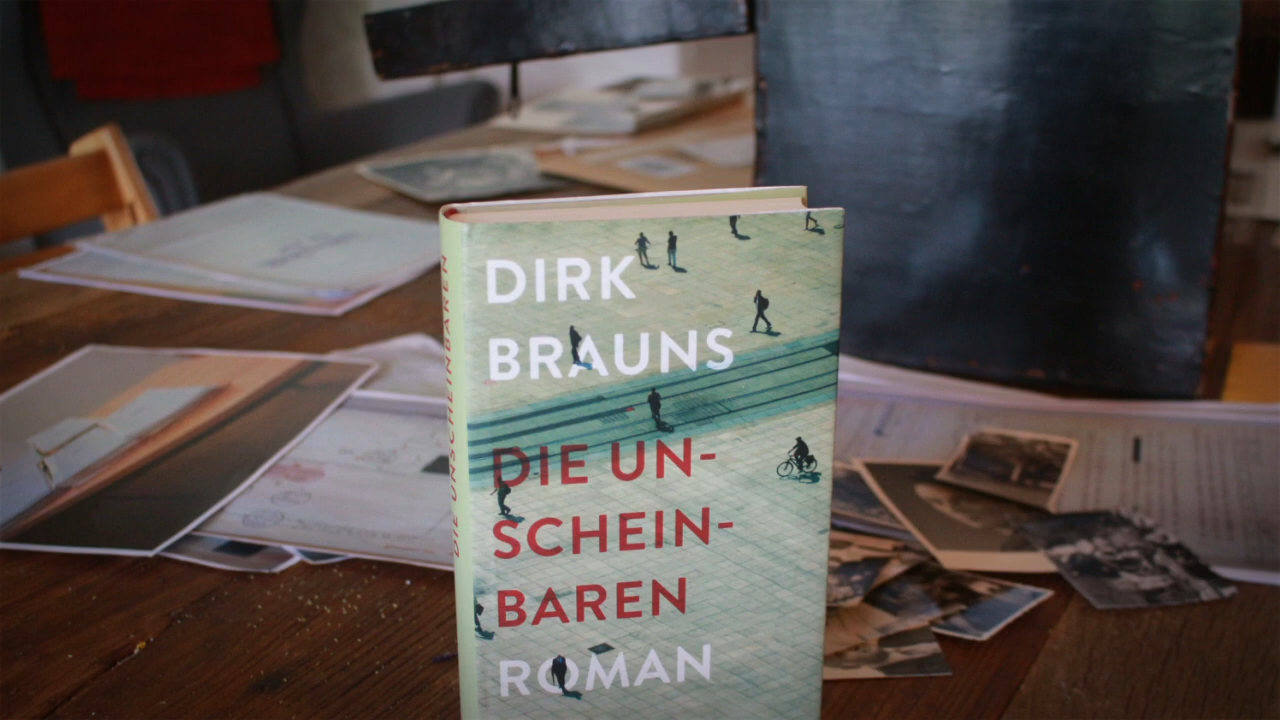 DIRK
BRAUNS
DIE UN-
SCHEIN-
BAREN
ROMAN
DIE UNSCHEINBAREN